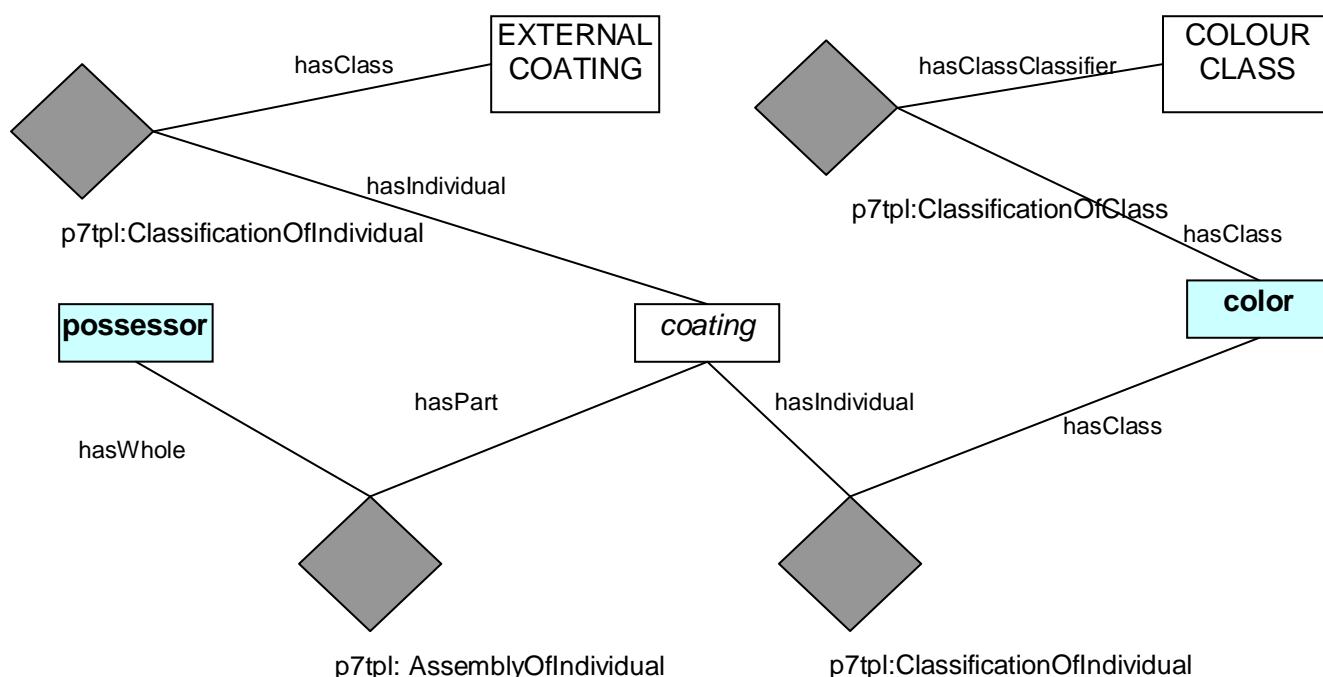 EXTERNAL
COATING
COLOUR
CLASS
hasClass
hasClassClassifier
hasIndividual
p7tpl:ClassificationOfIndividual
p7tpl:ClassificationOfClass
hasClass
possessor
coating
color
hasPart
hasIndividual
hasClass
hasWhole
p7tpl: AssemblyOfIndividual
p7tpl:ClassificationOfIndividual